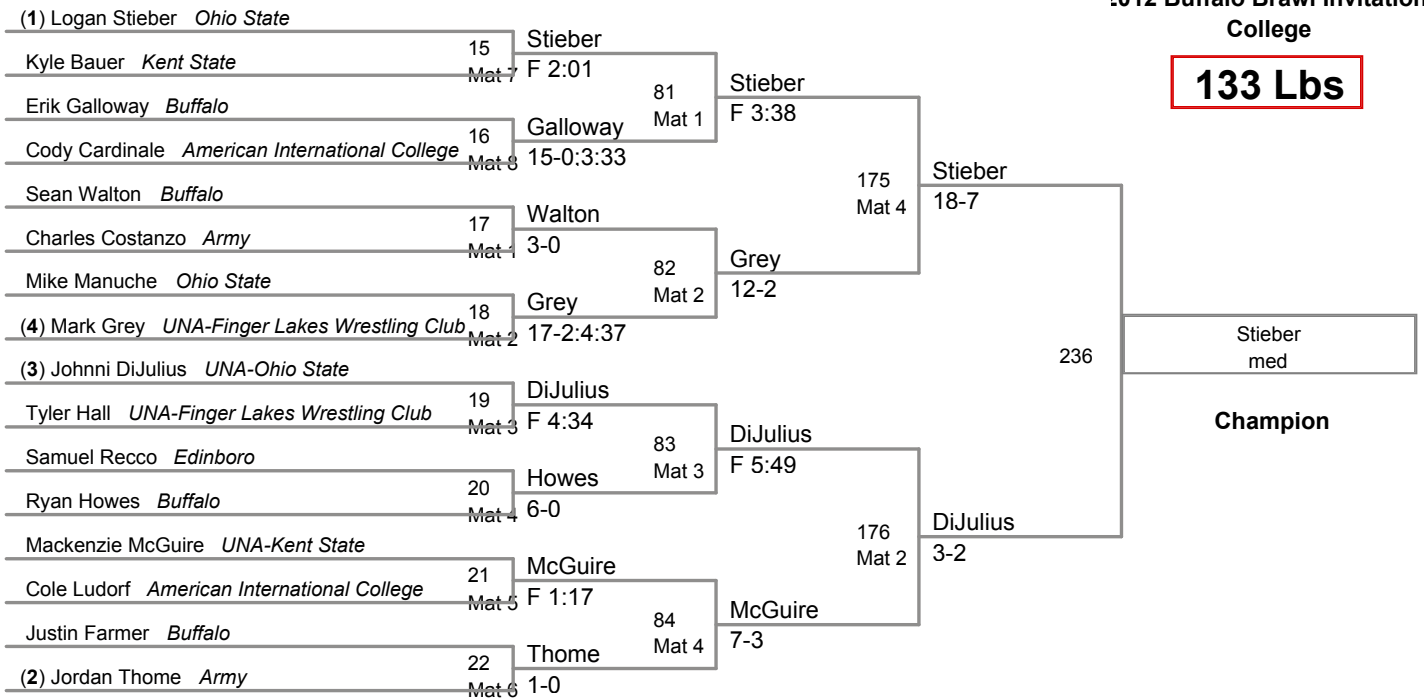 2012 Buffalo Brawl Invitation
College
133 Lbs
(1) Logan Stieber Ohio State
Kyle Bauer Kent State
Erik Galloway Buffalo
Cody Cardinale American International College
Sean Walton Buffalo
Charles Costanzo Army
Mike Manuche Ohio State
(4) Mark Grey UNA-Finger Lakes Wrestling Club
(3) Johnni DiJulius UNA-Ohio State
Tyler Hall UNA-Finger Lakes Wrestling Club
Samuel Recco Edinboro
Ryan Howes Buffalo
Mackenzie McGuire UNA-Kent State
Cole Ludorf American International College
Justin Farmer Buffalo
(2) Jordan Thome Army
15
Mat 7
Stieber
F 2:01
16
Mat 8
Galloway
15-0;3:33
17
Mat 1
Walton
3-0
18
Mat 2
Grey
17-2;4:37
19
Mat 3
DiJulius
F 4:34
20
Mat 4
Howes
6-0
21
Mat 5
McGuire
F 1:17
22
Mat 6
Thome
1-0
81
Mat 1
Stieber
F 3:38
82
Mat 2
Grey
12-2
83
Mat 3
DiJulius
F 5:49
84
Mat 4
McGuire
7-3
175
Mat 4
Stieber
18-7
176
Mat 2
DiJulius
3-2
236
Stieber
med
Champion